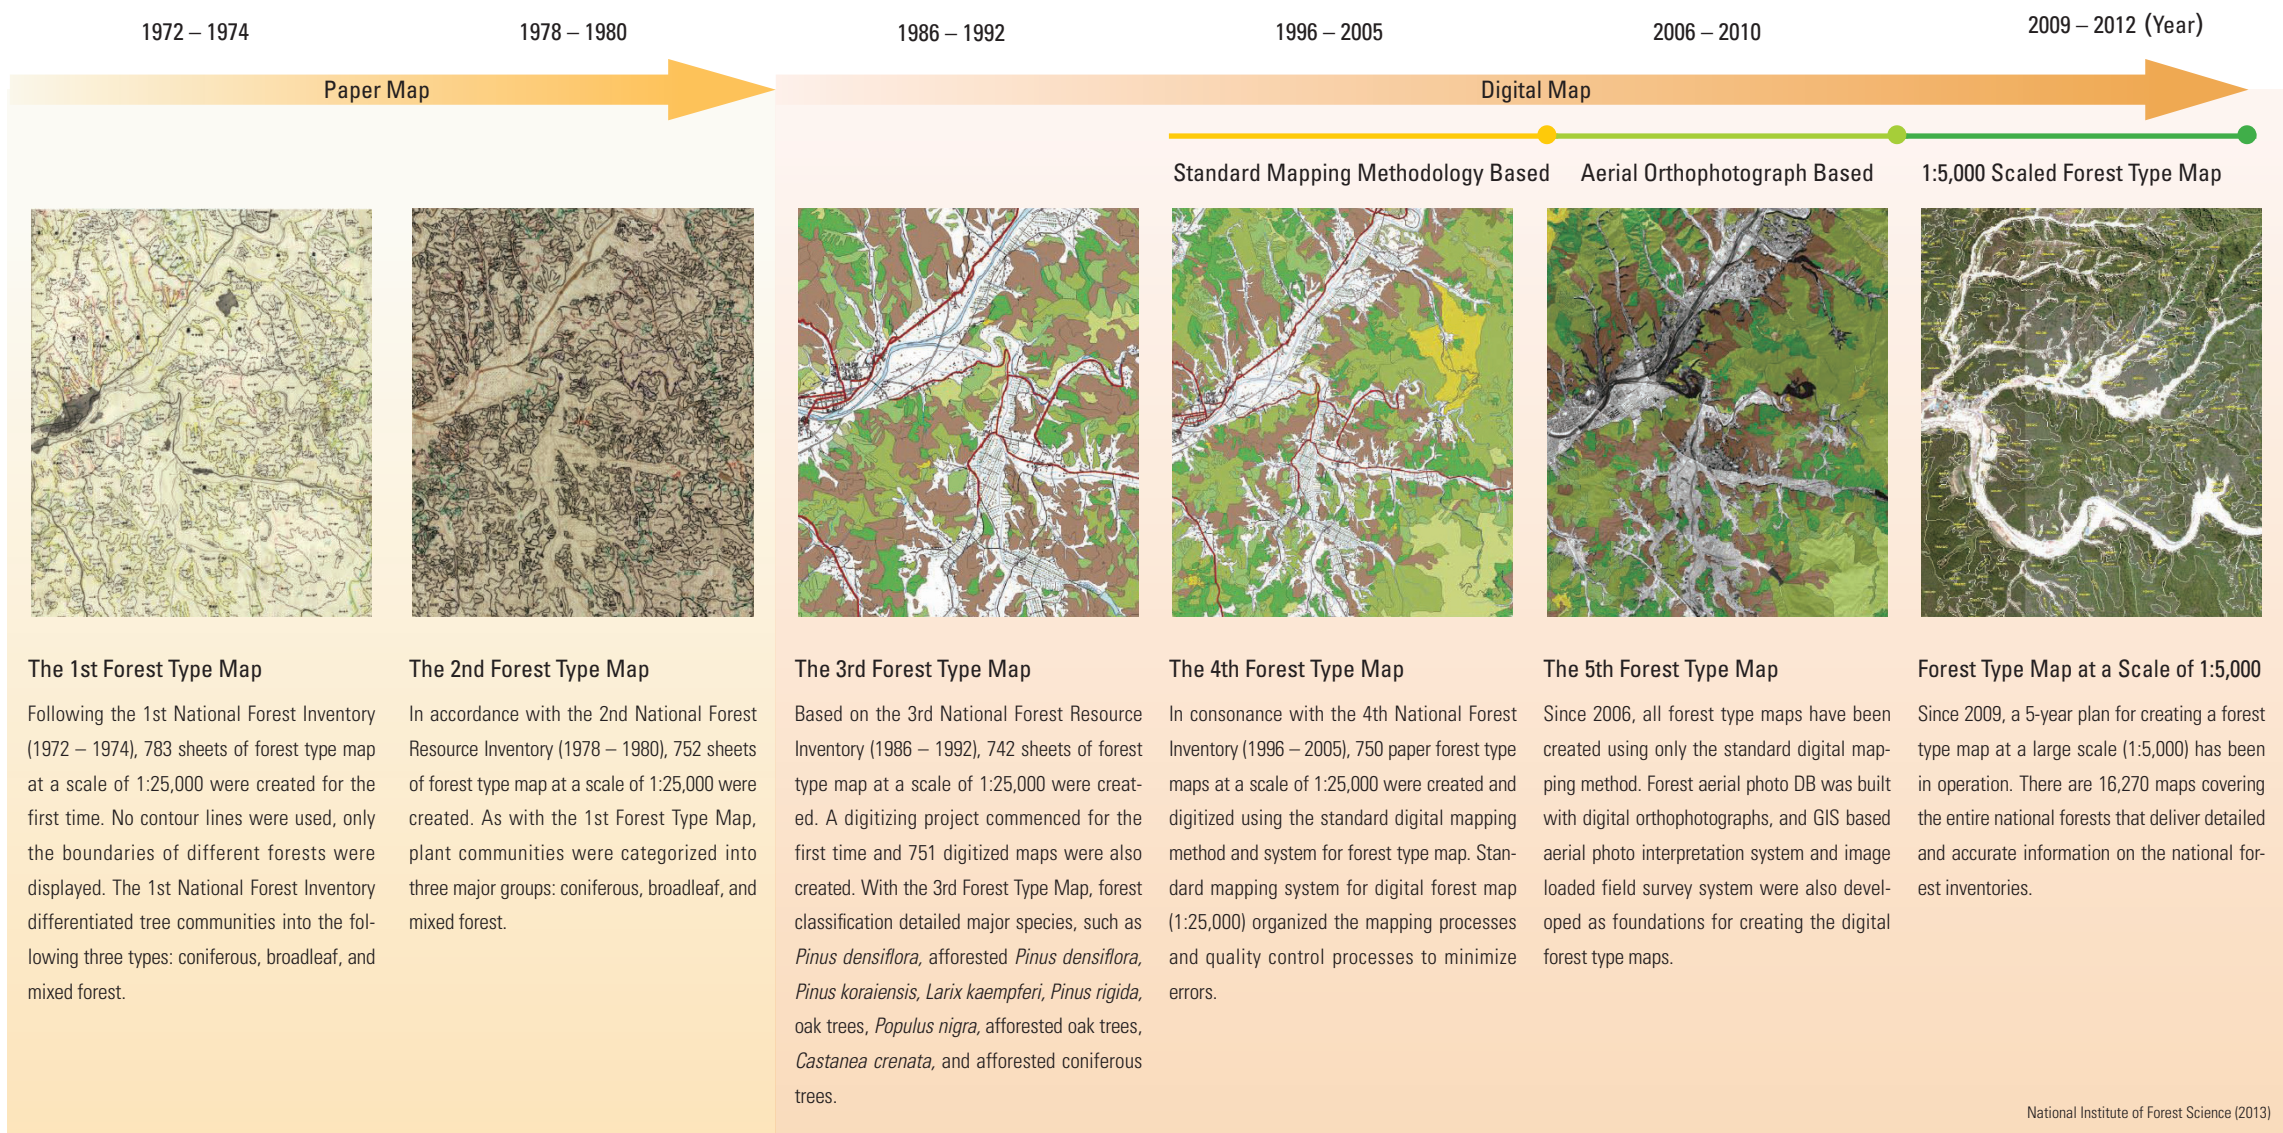 1972 – 1974
1978 – 1980
1986 – 1992
1996 – 2005
2006 – 2010
2009 – 2012 (Year)
Paper Map
Digital Map
Standard Mapping Methodology Based
Aerial Orthophotograph Based
1:5,000 Scaled Forest Type Map
The 1st Forest Type Map
Following the 1st National Forest Inventory
(1972 – 1974), 783 sheets of forest type map
at a scale of 1:25,000 were created for the
first time. No contour lines were used, only
the boundaries of different forests were
displayed. The 1st National Forest Inventory
differentiated tree communities into the fol-
lowing three types: coniferous, broadleaf, and
mixed forest.
The 2nd Forest Type Map
In accordance with the 2nd National Forest
Resource Inventory (1978 – 1980), 752 sheets
of forest type map at a scale of 1:25,000 were
created. As with the 1st Forest Type Map,
plant communities were categorized into
three major groups: coniferous, broadleaf, and
mixed forest.
The 3rd Forest Type Map
Based on the 3rd National Forest Resource
Inventory (1986 – 1992), 742 sheets of forest
type map at a scale of 1:25,000 were creat-
ed. A digitizing project commenced for the
first time and 751 digitized maps were also
created. With the 3rd Forest Type Map, forest
classification detailed major species, such as
Pinus densiflora, afforested Pinus densiflora,
Pinus koraiensis, Larix kaempferi, Pinus rigida,
oak trees, Populus nigra, afforested oak trees,
Castanea crenata, and afforested coniferous
trees.
The 4th Forest Type Map
In consonance with the 4th National Forest
Inventory (1996 – 2005), 750 paper forest type
maps at a scale of 1:25,000 were created and
digitized using the standard digital mapping
method and system for forest type map. Stan-
dard mapping system for digital forest map
(1:25,000) organized the mapping processes
and quality control processes to minimize
errors.
The 5th Forest Type Map
Since 2006, all forest type maps have been
created using only the standard digital map-
ping method. Forest aerial photo DB was built
with digital orthophotographs, and GIS based
aerial photo interpretation system and image
loaded field survey system were also devel-
oped as foundations for creating the digital
forest type maps.
Forest Type Map at a Scale of 1:5,000
Since 2009, a 5-year plan for creating a forest
type map at a large scale (1:5,000) has been
in operation. There are 16,270 maps covering
the entire national forests that deliver detailed
and accurate information on the national for-
est inventories.
National Institute of Forest Science (2013)